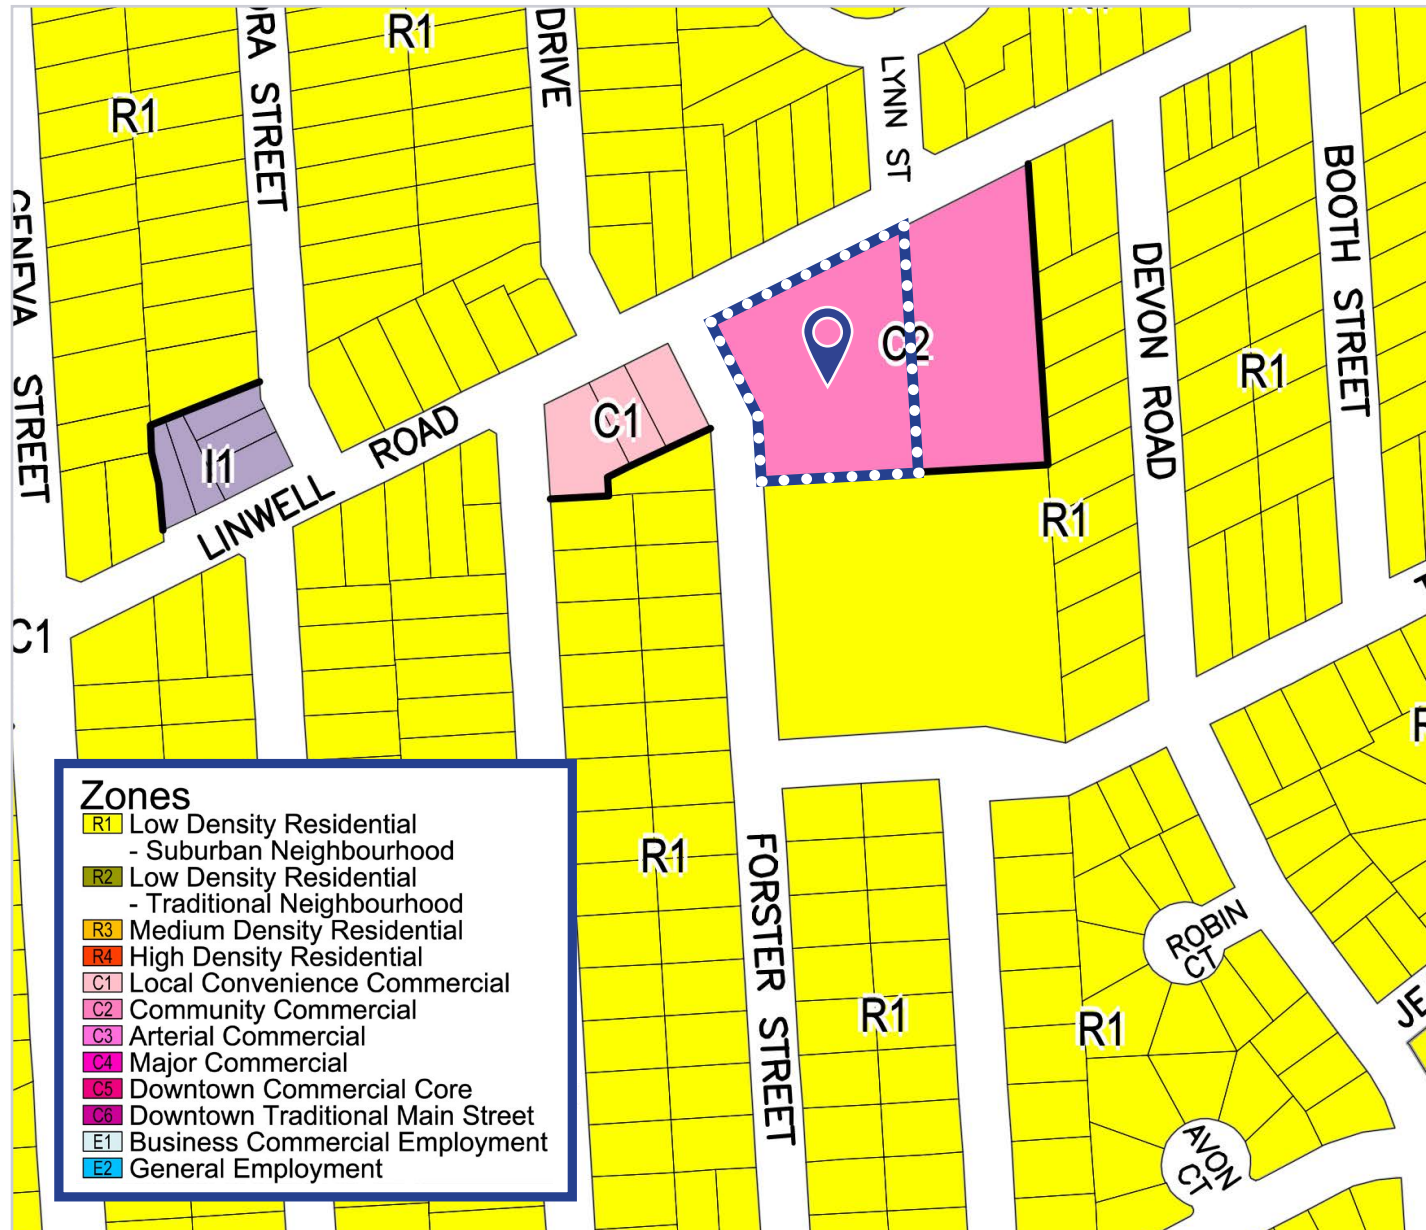 R1
R1
ORA STREET
DRIVE
LYNN ST
GENEVA STREET
BOOTH STREET
DEVON ROAD
C2
R1
C1
I1
LINWELL ROAD
R1
C1
Zones
R1 Low Density Residential
- Suburban Neighbourhood
R2 Low Density Residential
- Traditional Neighbourhood
R3 Medium Density Residential
R4 High Density Residential
C1 Local Convenience Commercial
C2 Community Commercial
C3 Arterial Commercial
C4 Major Commercial
C5 Downtown Commercial Core
C6 Downtown Traditional Main Street
E1 Business Commercial Employment
E2 General Employment
R1
FORSTER STREET
R1
R1
ROBIN
CT
JE
AVON
CT